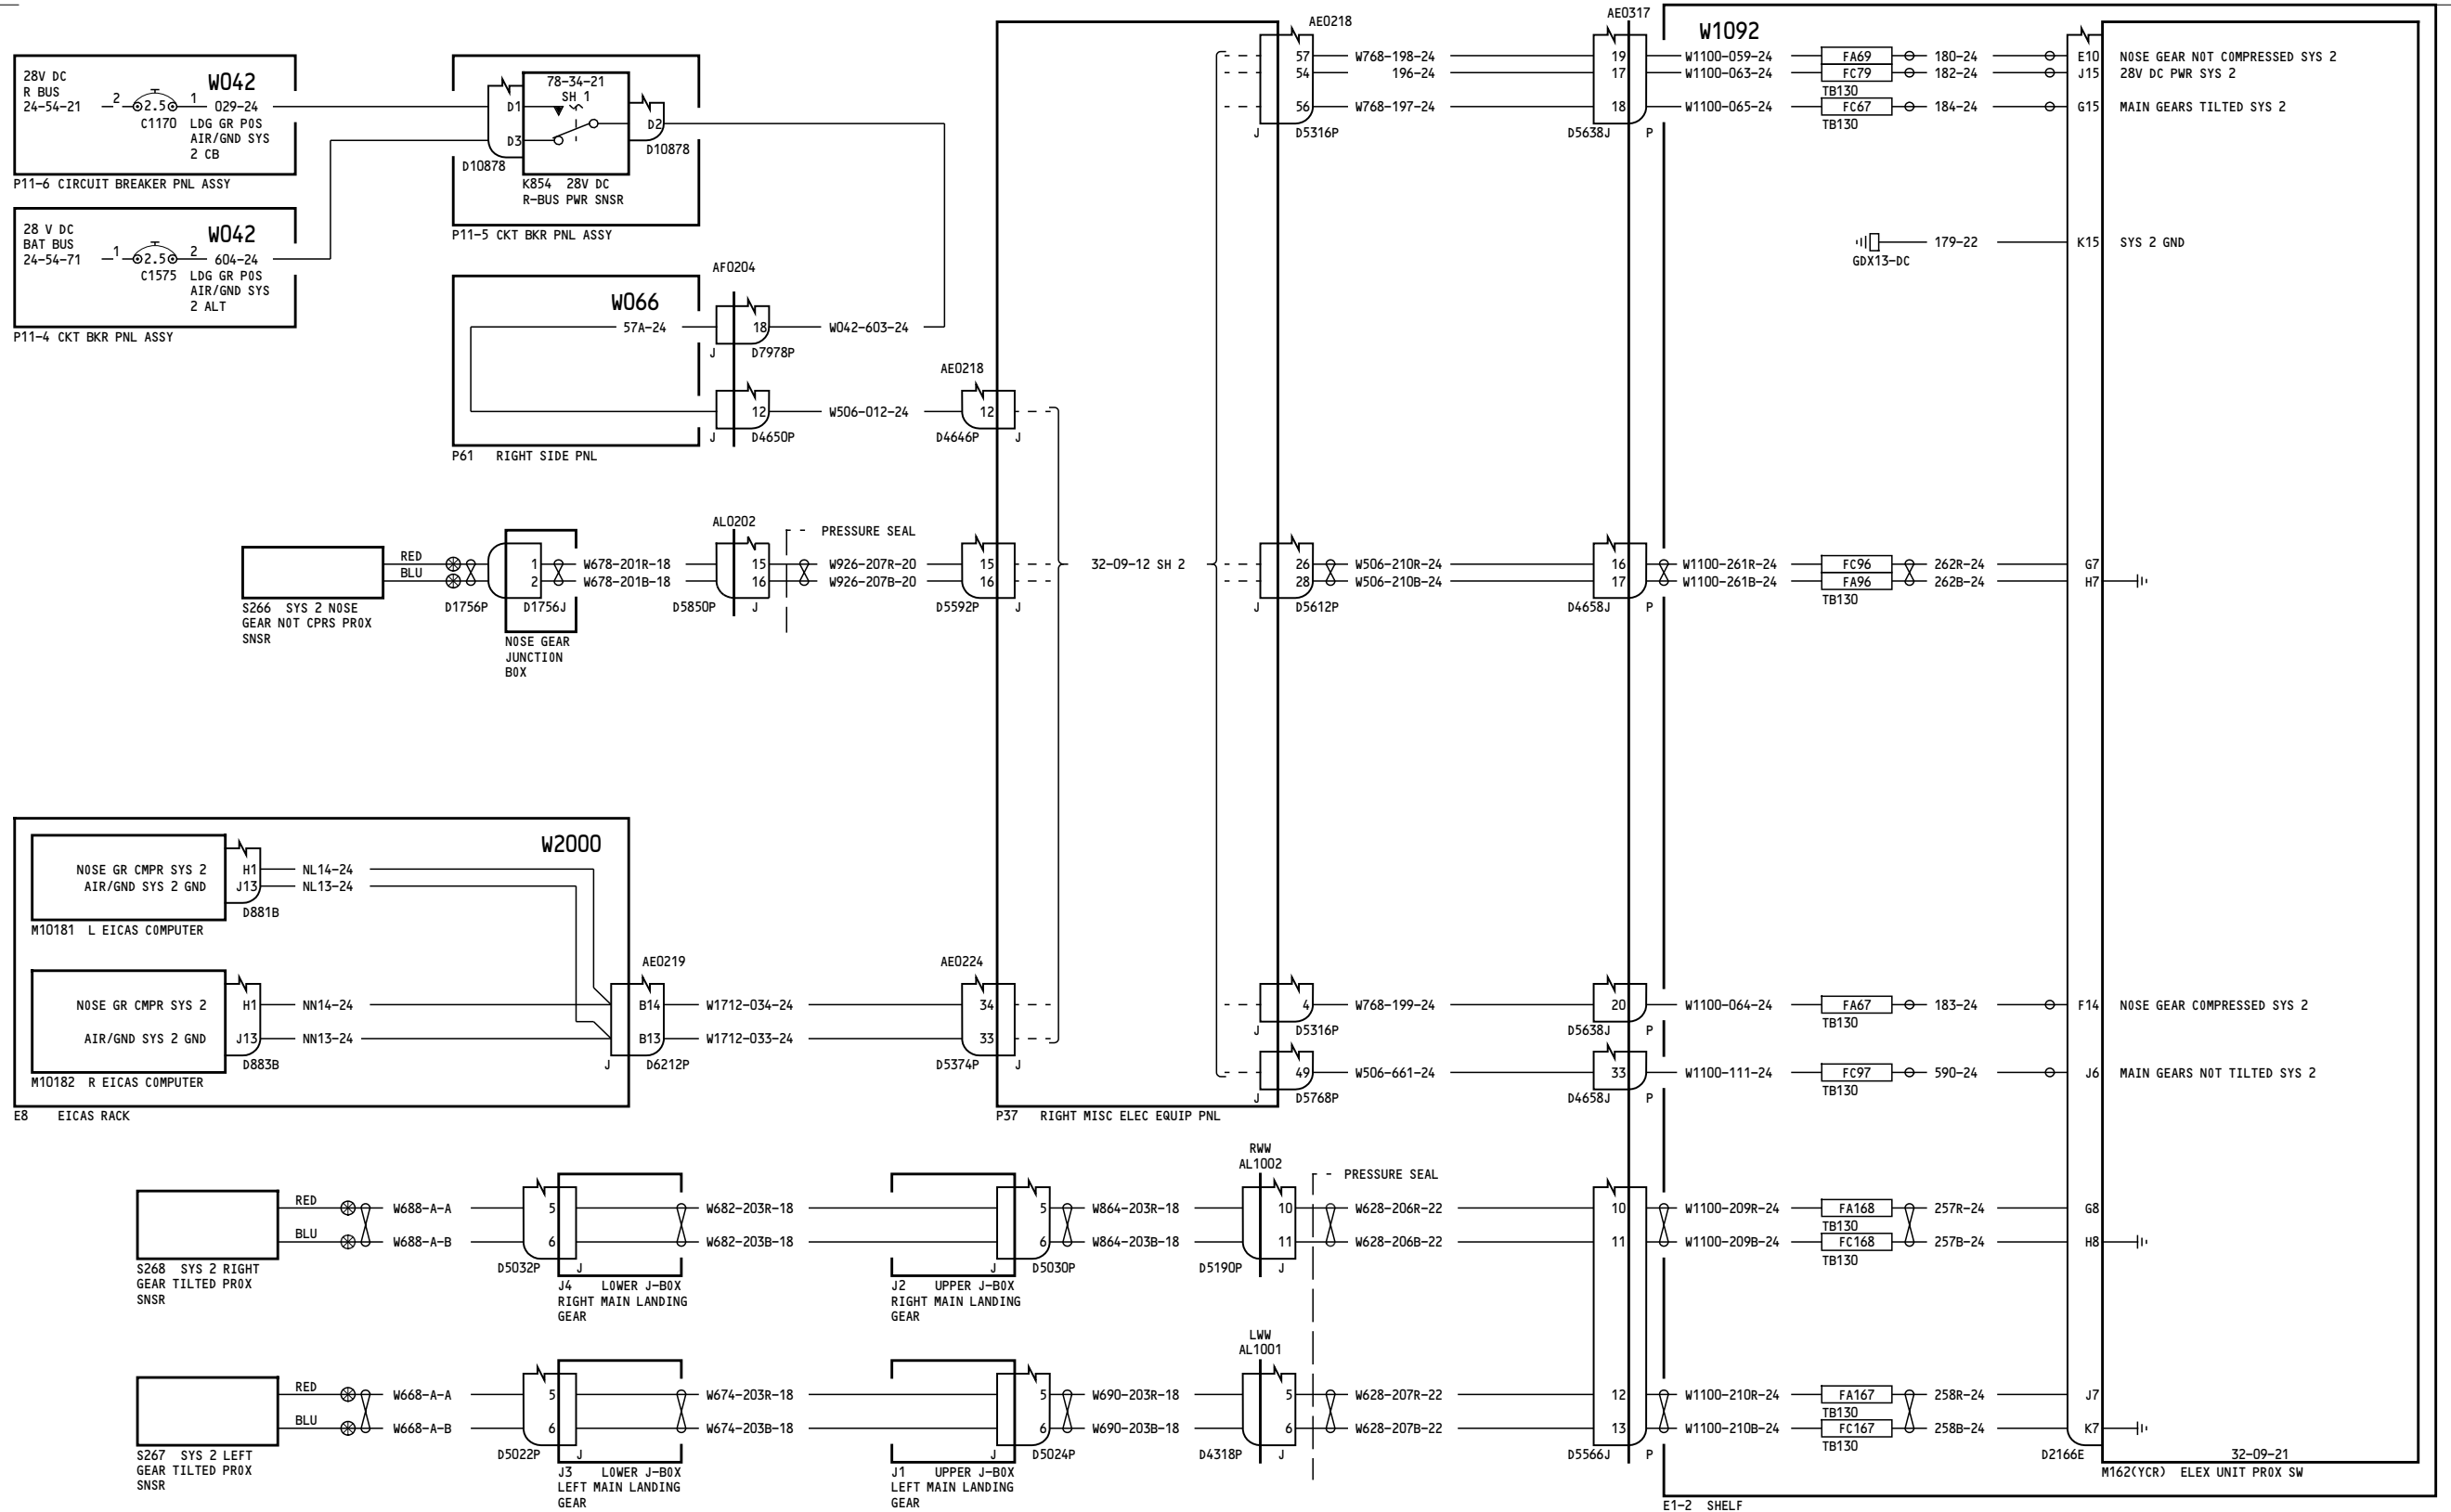 28V DC
R BUS
24-54-21
2
2.5
1
W042
029-24
C1170
LDG GR POS
AIR/GND SYS
2 CB
P11-6 CIRCUIT BREAKER PNL ASSY
28 V DC
BAT BUS
24-54-71
1
2.5
2
W042
604-24
C1575
LDG GR POS
AIR/GND SYS
2 ALT
P11-4 CKT BKR PNL ASSY
78-34-21
SH 1
D1
D3
D2
D10878
D10878
K854 28V DC
R-BUS PWR SNSR
P11-5 CKT BKR PNL ASSY
AF0204
W066
57A-24
18
W042-603-24
J
D7978P
12
W506-012-24
J
D4650P
P61 RIGHT SIDE PNL
AE0218
12
D4646P
J
RED
BLU
S266 SYS 2 NOSE
GEAR NOT CPRS PROX
SNSR
D1756P
1
2
D1756J
NOSE GEAR
JUNCTION
BOX
W678-201R-18
W678-201B-18
AL0202
15
16
D5850P
J
PRESSURE SEAL
W926-207R-20
W926-207B-20
15
16
D5592P
J
32-09-12 SH 2
W2000
NOSE GR CMPR SYS 2
AIR/GND SYS 2 GND
H1
J13
NL14-24
NL13-24
D881B
M10181 L EICAS COMPUTER
NOSE GR CMPR SYS 2
AIR/GND SYS 2 GND
H1
J13
NN14-24
NN13-24
D883B
M10182 R EICAS COMPUTER
E8 EICAS RACK
AE0219
B14
B13
J
D6212P
W1712-034-24
W1712-033-24
AE0224
34
33
D5374P
J
P37 RIGHT MISC ELEC EQUIP PNL
AE0218
57
54
56
J
D5316P
W768-198-24
196-24
W768-197-24
AE0317
19
17
18
D5638J
P
W1092
W1100-059-24
W1100-063-24
W1100-065-24
FA69
FC79
TB130
FC67
TB130
180-24
182-24
184-24
E10
J15
G15
NOSE GEAR NOT COMPRESSED SYS 2
28V DC PWR SYS 2
MAIN GEARS TILTED SYS 2
GDX13-DC
179-22
K15
SYS 2 GND
26
28
J
D5612P
W506-210R-24
W506-210B-24
16
17
D4658J
P
W1100-261R-24
W1100-261B-24
FC96
FA96
TB130
262R-24
262B-24
G7
H7
4
J
D5316P
W768-199-24
20
D5638J
P
W1100-064-24
FA67
TB130
183-24
F14
NOSE GEAR COMPRESSED SYS 2
49
J
D5768P
W506-661-24
33
D4658J
P
W1100-111-24
FC97
TB130
590-24
J6
MAIN GEARS NOT TILTED SYS 2
RED
BLU
S268 SYS 2 RIGHT
GEAR TILTED PROX
SNSR
W688-A-A
W688-A-B
5
6
D5032P
J
J4 LOWER J-BOX
RIGHT MAIN LANDING
GEAR
W682-203R-18
W682-203B-18
J2 UPPER J-BOX
RIGHT MAIN LANDING
GEAR
5
6
J
D5030P
W864-203R-18
W864-203B-18
RWW
AL1002
10
11
D5190P
J
PRESSURE SEAL
W628-206R-22
W628-206B-22
10
11
W1100-209R-24
W1100-209B-24
FA168
TB130
FC168
TB130
257R-24
257B-24
G8
H8
RED
BLU
S267 SYS 2 LEFT
GEAR TILTED PROX
SNSR
W668-A-A
W668-A-B
5
6
D5022P
J
J3 LOWER J-BOX
LEFT MAIN LANDING
GEAR
W674-203R-18
W674-203B-18
J1 UPPER J-BOX
LEFT MAIN LANDING
GEAR
5
6
J
D5024P
W690-203R-18
W690-203B-18
LWW
AL1001
5
6
D4318P
J
W628-207R-22
W628-207B-22
12
13
D5566J
P
W1100-210R-24
W1100-210B-24
FA167
TB130
FC167
TB130
258R-24
258B-24
J7
K7
D2166E
32-09-21
M162(YCR) ELEX UNIT PROX SW
E1-2 SHELF